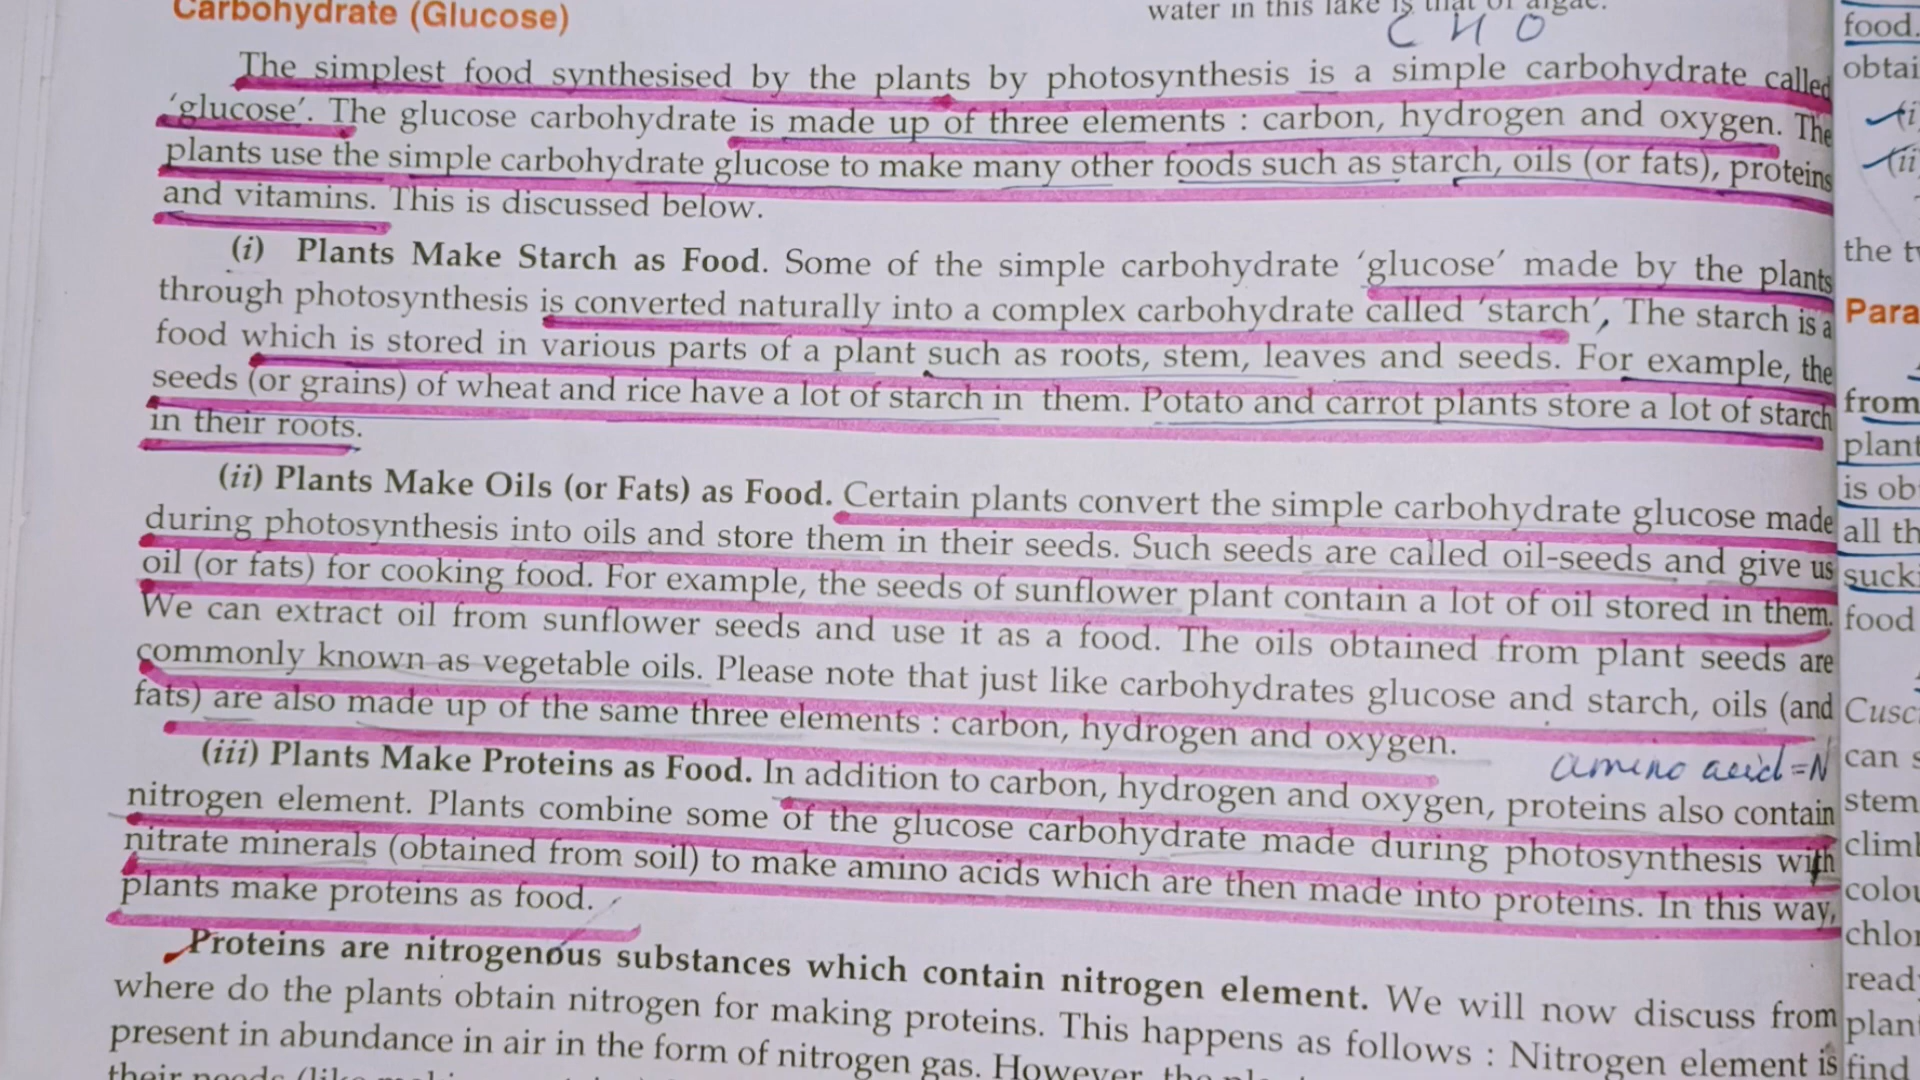 Carbohydrate (Glucose)
water in this lake is that of algae.
C H O
The simplest food synthesised by the plants by photosynthesis is a simple carbohydrate called
'glucose'. The glucose carbohydrate is made up of three elements : carbon, hydrogen and oxygen. The
plants use the simple carbohydrate glucose to make many other foods such as starch, oils (or fats), proteins
and vitamins. This is discussed below.
(i) Plants Make Starch as Food. Some of the simple carbohydrate 'glucose' made by the plants
through photosynthesis is converted naturally into a complex carbohydrate called 'starch', The starch is a
food which is stored in various parts of a plant such as roots, stem, leaves and seeds. For example, the
seeds (or grains) of wheat and rice have a lot of starch in them. Potato and carrot plants store a lot of starch
in their roots.
(ii) Plants Make Oils (or Fats) as Food. Certain plants convert the simple carbohydrate glucose made
during photosynthesis into oils and store them in their seeds. Such seeds are called oil-seeds and give us
oil (or fats) for cooking food. For example, the seeds of sunflower plant contain a lot of oil stored in them.
We can extract oil from sunflower seeds and use it as a food. The oils obtained from plant seeds are
commonly known as vegetable oils. Please note that just like carbohydrates glucose and starch, oils (and
fats) are also made up of the same three elements : carbon, hydrogen and oxygen.
amino acid = N
(iii) Plants Make Proteins as Food. In addition to carbon, hydrogen and oxygen, proteins also contain
nitrogen element. Plants combine some of the glucose carbohydrate made during photosynthesis with
nitrate minerals (obtained from soil) to make amino acids which are then made into proteins. In this way,
plants make proteins as food.
Proteins are nitrogenous substances which contain nitrogen element. We will now discuss from
where do the plants obtain nitrogen for making proteins. This happens as follows : Nitrogen element is
present in abundance in air in the form of nitrogen gas. However, the
their needs (like
food.
obtai
(i
(ii
the t
Para
from
plant
is ob
all th
sucki
food
Cusc
can s
stem
climb
colou
chlor
read
plan
find